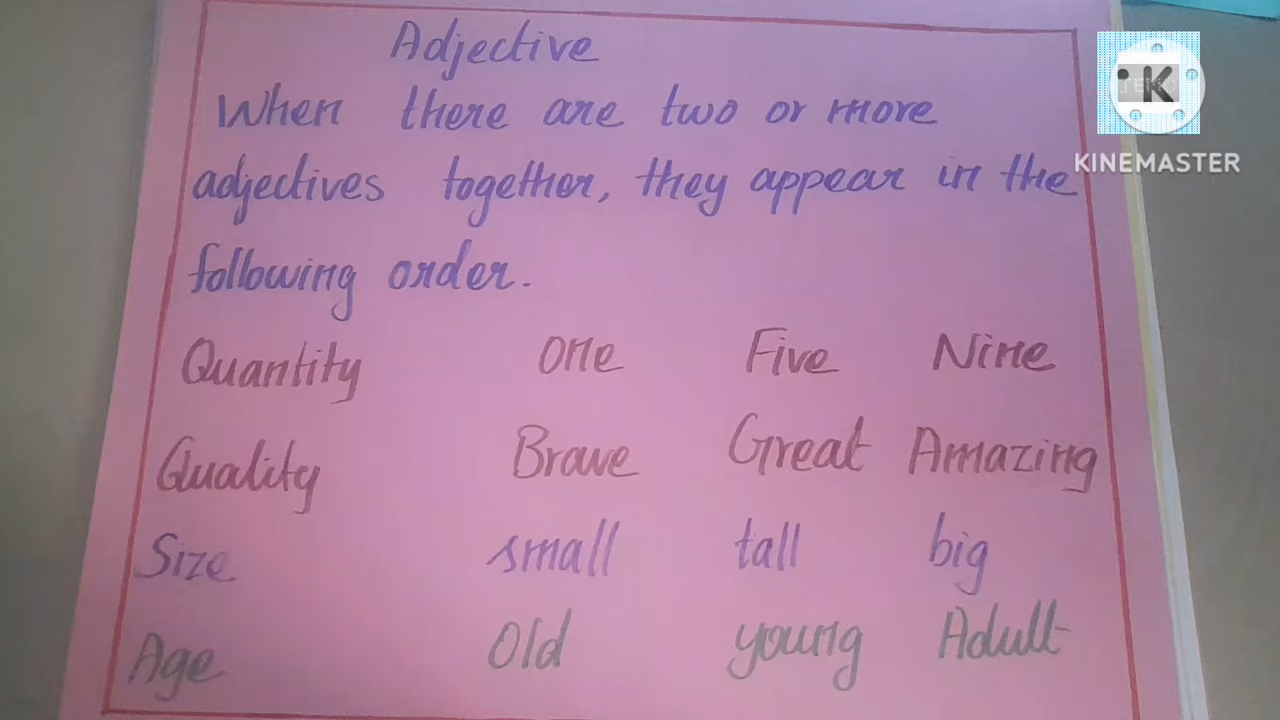 Adjective
When there are two or more
adjectives together, they appear in the
following order.
Quantity One Five Nine
Quality Brave Great Amazing
Size small tall big
Age Old young Adult
K
KINEMASTER